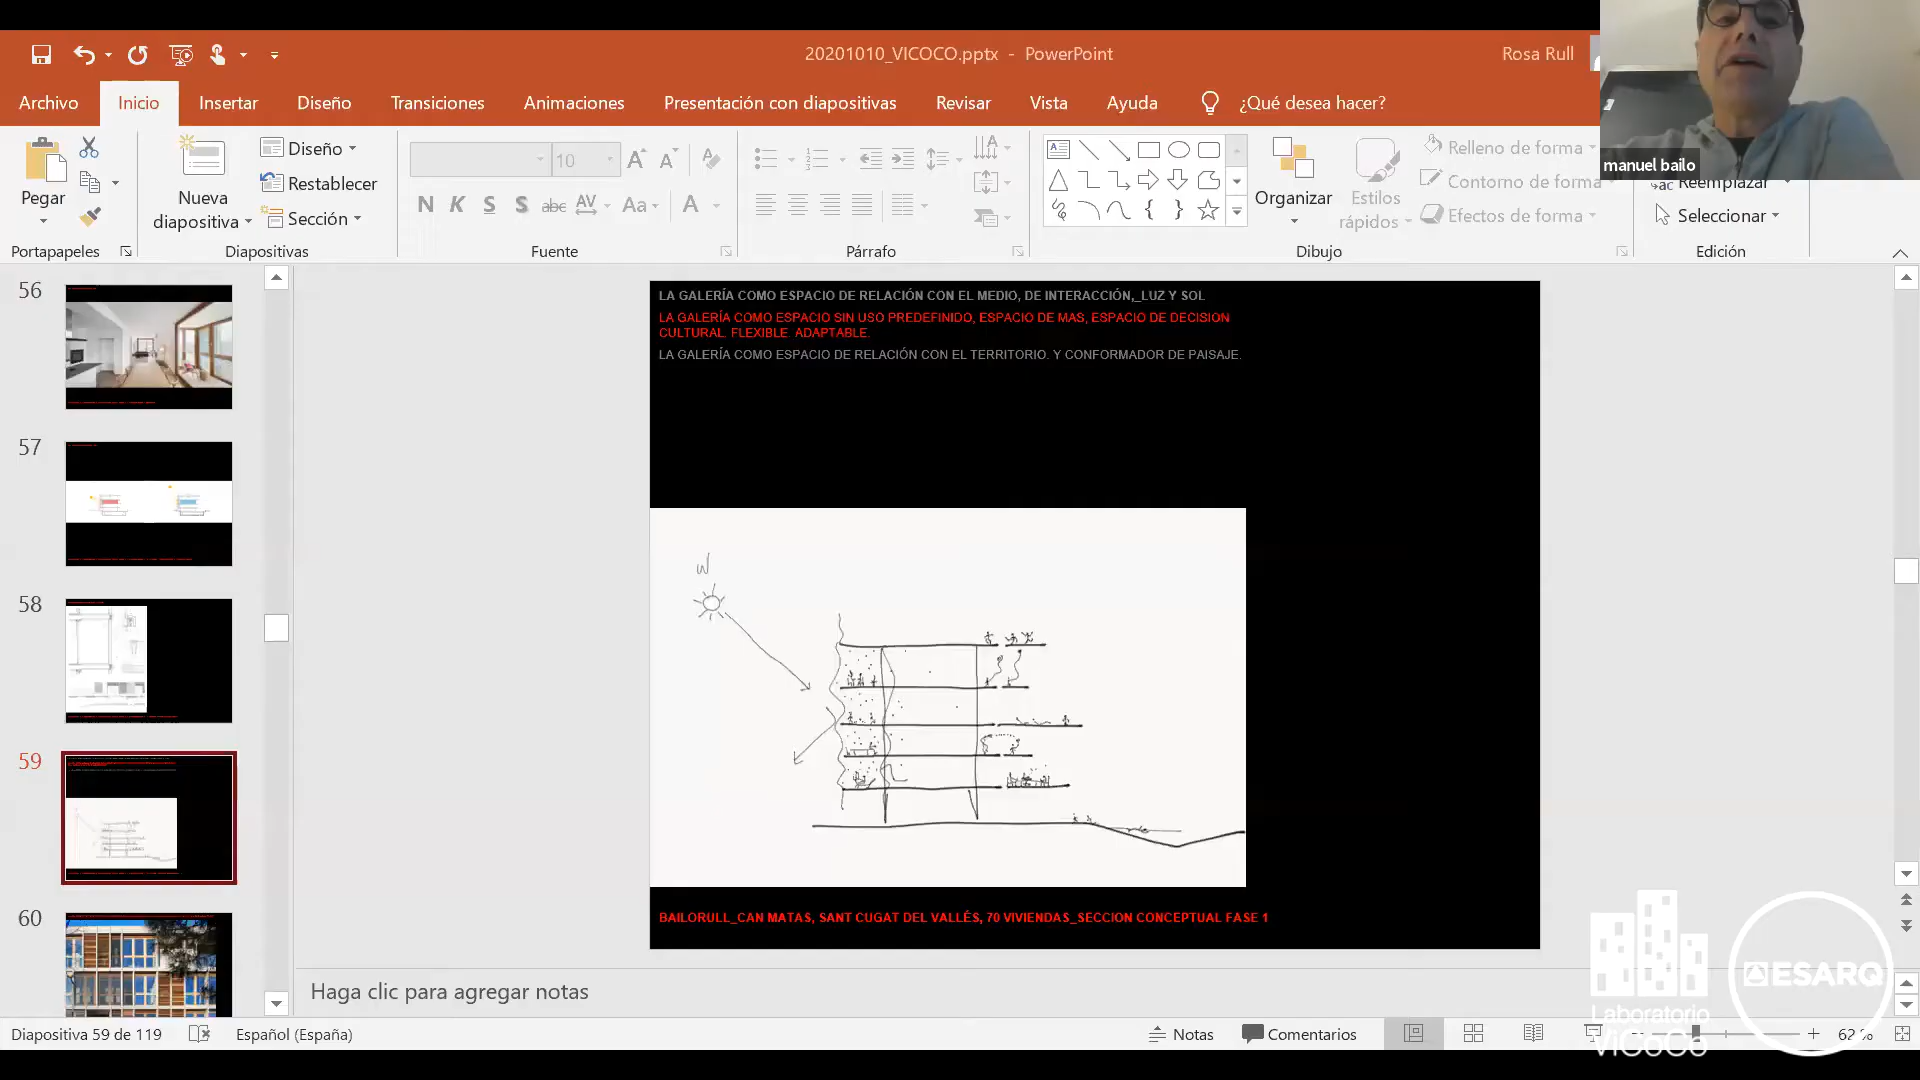 20201010_VICOCO.pptx - PowerPoint
Rosa Rull
Archivo
Inicio
Insertar
Diseño
Transiciones
Animaciones
Presentación con diapositivas
Revisar
Vista
Ayuda
¿Qué desea hacer?
manuel bailo
Pegar
Nueva
diapositiva
Diseño
Restablecer
Sección
10
N K S S abc AV Aa A
Organizar
Estilos
rápidos
Relleno de forma
Contorno de forma
Efectos de forma
Reemplazar
Seleccionar
Portapapeles
Diapositivas
Fuente
Párrafo
Dibujo
Edición
56
57
58
59
60
LA GALERÍA COMO ESPACIO DE RELACIÓN CON EL MEDIO, DE INTERACCIÓN,_LUZ Y SOL
LA GALERÍA COMO ESPACIO SIN USO PREDEFINIDO, ESPACIO DE MAS, ESPACIO DE DECISION
CULTURAL. FLEXIBLE. ADAPTABLE.
LA GALERÍA COMO ESPACIO DE RELACIÓN CON EL TERRITORIO. Y CONFORMADOR DE PAISAJE.
W
BAILORULL_CAN MATAS, SANT CUGAT DEL VALLÉS, 70 VIVIENDAS_SECCION CONCEPTUAL FASE 1
Haga clic para agregar notas
Diapositiva 59 de 119
Español (España)
Notas
Comentarios
62 %
Laboratorio
ViCoCo
ESARQ